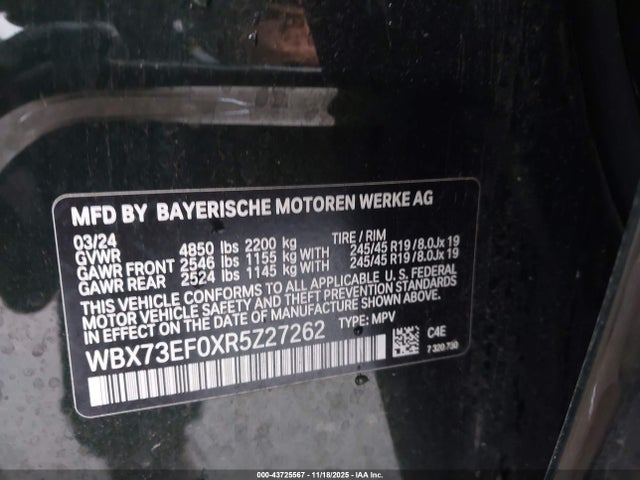 MFD BY BAYERISCHE MOTOREN WERKE AG
03/24 TIRE / RIM
GVWR 4850 lbs 2200 kg
GAWR FRONT 2546 lbs 1155 kg WITH 245/45 R19 / 8.0Jx19
GAWR REAR 2524 lbs 1145 kg WITH 245/45 R19 / 8.0Jx19
THIS VEHICLE CONFORMS TO ALL APPLICABLE U. S. FEDERAL
MOTOR VEHICLE SAFETY AND THEFT PREVENTION STANDARDS
IN EFFECT ON THE DATE OF MANUFACTURE SHOWN ABOVE.
WBX73EF0XR5Z27262 TYPE: MPV
C4E
7 320 730
000-43725567 - 11/18/2025 - IAA Inc.